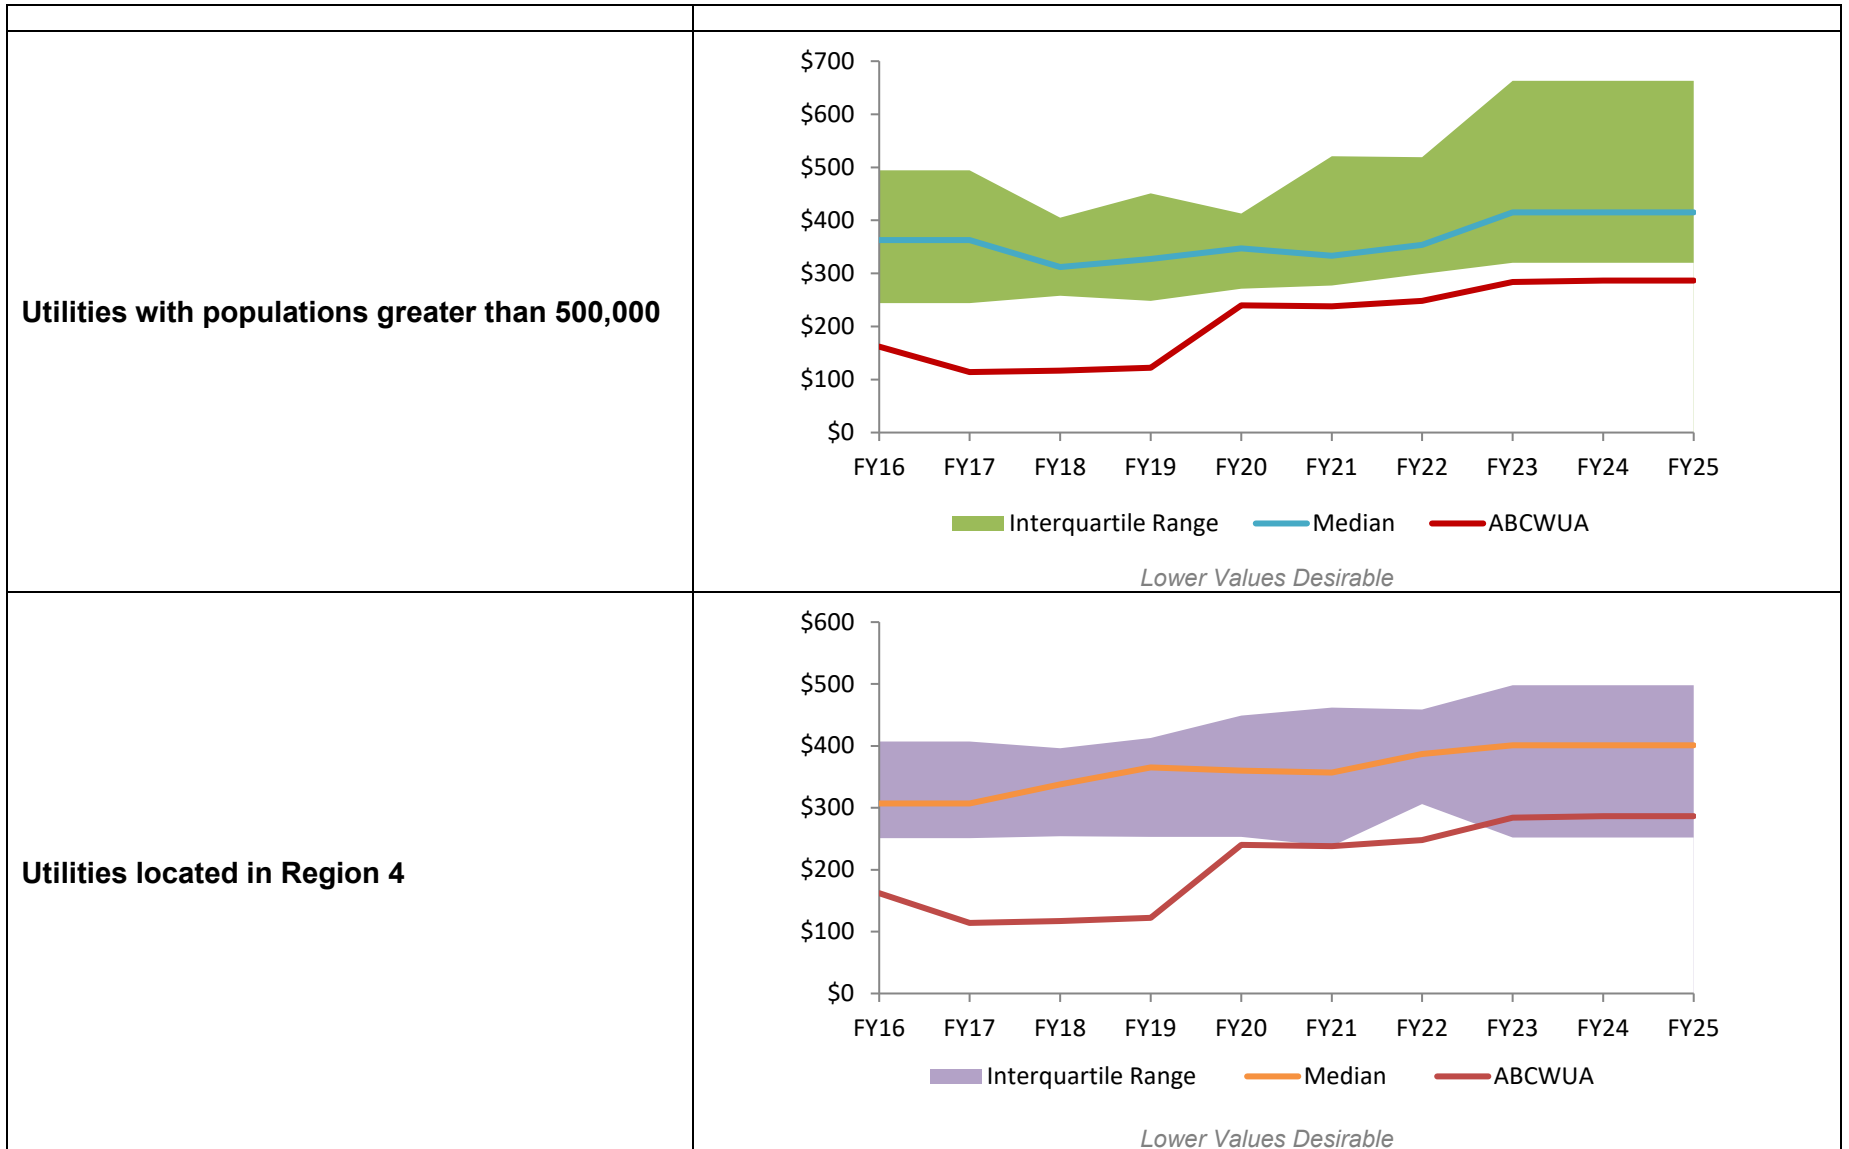 Utilities with populations greater than 500,000
$700
$600
$500
$400
$300
$200
$100
$0
FY16 FY17 FY18 FY19 FY20 FY21 FY22 FY23 FY24 FY25
Interquartile Range Median ABCWUA
Lower Values Desirable
Utilities located in Region 4
$600
$500
$400
$300
$200
$100
$0
FY16 FY17 FY18 FY19 FY20 FY21 FY22 FY23 FY24 FY25
Interquartile Range Median ABCWUA
Lower Values Desirable